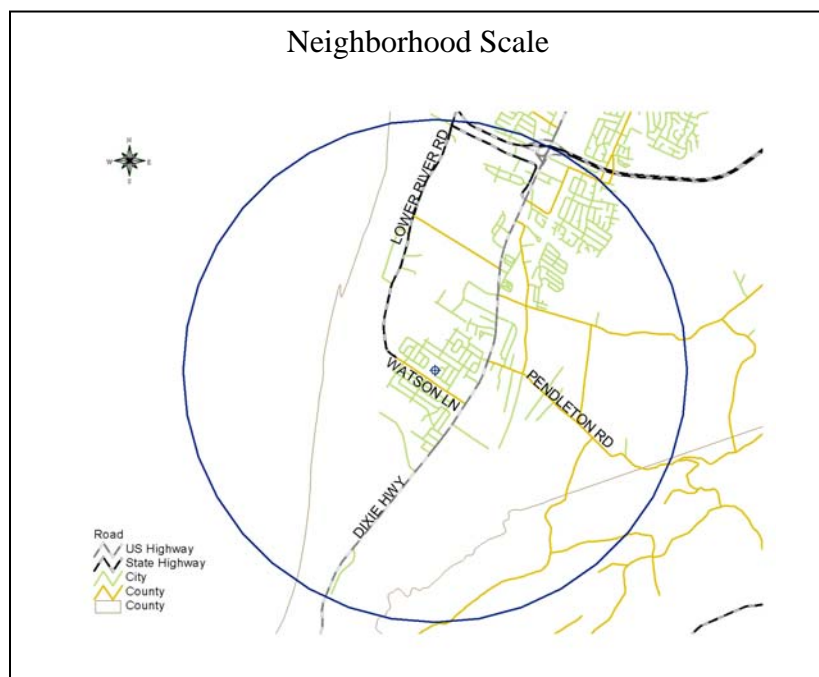 Neighborhood Scale
N
W E
S
LOWER RIVER RD
WATSON LN
PENDLETON RD
DIXIE HWY
Road
US Highway
State Highway
City
County
County